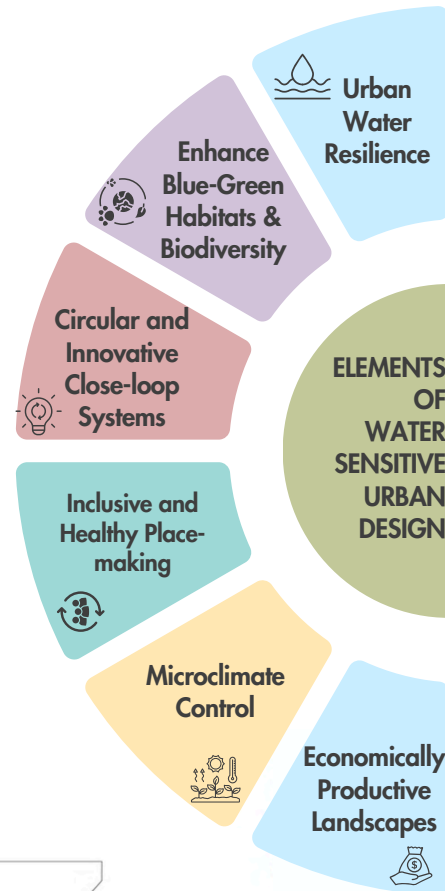 Urban
Water
Resilience
Enhance
Blue-Green
Habitats &
Biodiversity
Circular and
Innovative
Close-loop
Systems
Inclusive and
Healthy Place-
making
Microclimate
Control
Economically
Productive
Landscapes
$
ELEMENTS
OF
WATER
SENSITIVE
URBAN
DESIGN